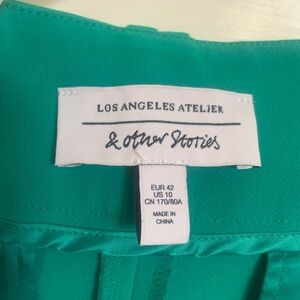 LOS ANGELES ATELIER
& other Stories
EUR 42
US 10
CN 170/80A
MADE IN
CHINA